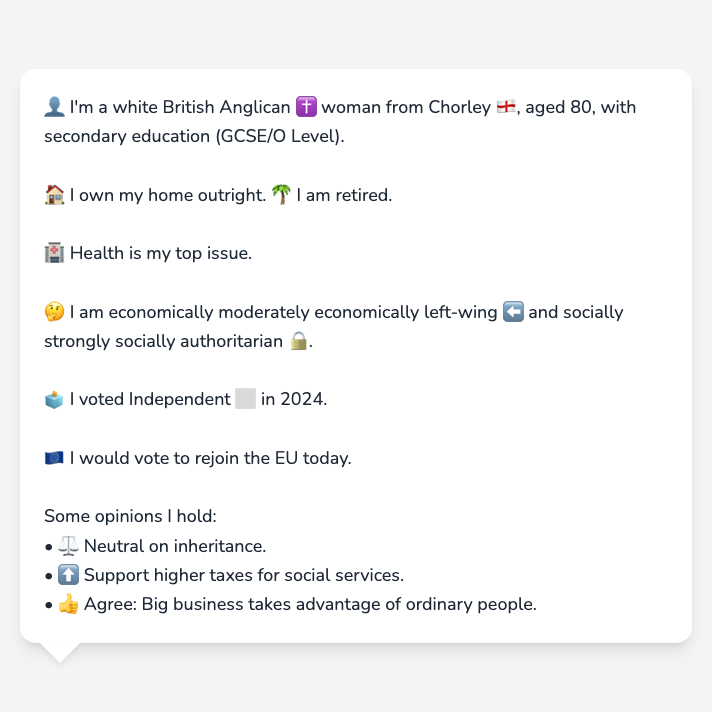 👤 I'm a white British Anglican ✝️ woman from Chorley 🏴󠁧󠁢󠁥󠁮󠁧󠁿, aged 80, with
secondary education (GCSE/O Level).
🏠 I own my home outright. 🌴 I am retired.
🏥 Health is my top issue.
🤔 I am economically moderately economically left-wing ⬅️ and socially
strongly socially authoritarian 🔒.
🗳️ I voted Independent ⬜ in 2024.
🇪🇺 I would vote to rejoin the EU today.
Some opinions I hold:
• ⚖️ Neutral on inheritance.
• ⬆️ Support higher taxes for social services.
• 👍 Agree: Big business takes advantage of ordinary people.